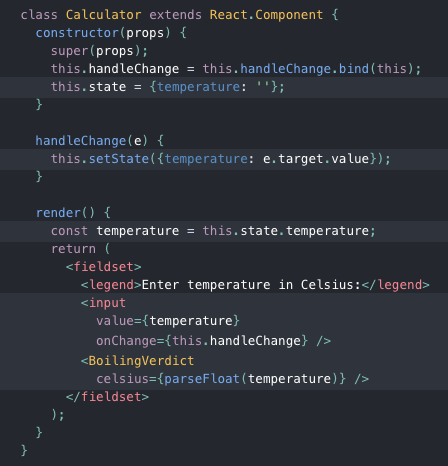 class Calculator extends React.Component {
  constructor(props) {
    super(props);
    this.handleChange = this.handleChange.bind(this);
    this.state = {temperature: ''};
  }

  handleChange(e) {
    this.setState({temperature: e.target.value});
  }

  render() {
    const temperature = this.state.temperature;
    return (
      <fieldset>
        <legend>Enter temperature in Celsius:</legend>
        <input
          value={temperature}
          onChange={this.handleChange} />
        <BoilingVerdict
          celsius={parseFloat(temperature)} />
      </fieldset>
    );
  }
}